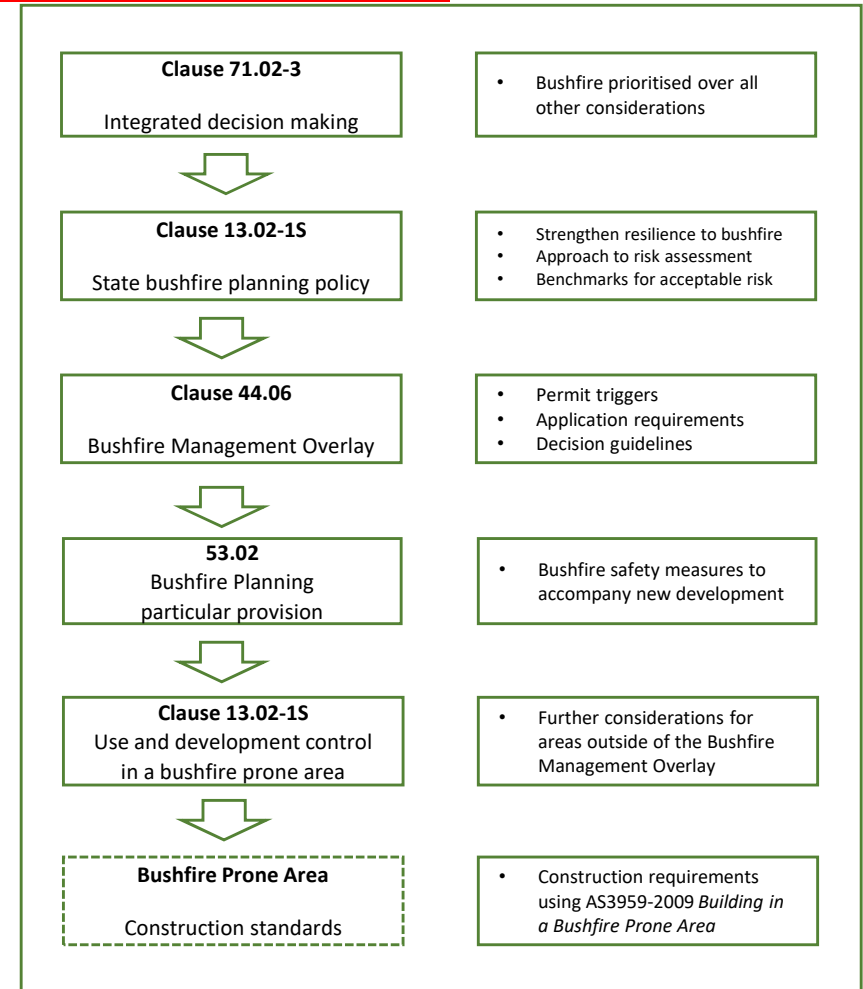 Clause 71.02-3
Integrated decision making
• Bushfire prioritised over all
other considerations
Clause 13.02-1S
State bushfire planning policy
• Strengthen resilience to bushfire
• Approach to risk assessment
• Benchmarks for acceptable risk
Clause 44.06
Bushfire Management Overlay
• Permit triggers
• Application requirements
• Decision guidelines
53.02
Bushfire Planning
particular provision
• Bushfire safety measures to
accompany new development
Clause 13.02-1S
Use and development control
in a bushfire prone area
• Further considerations for
areas outside of the Bushfire
Management Overlay
Bushfire Prone Area
Construction standards
• Construction requirements
using AS3959-2009 Building in
a Bushfire Prone Area